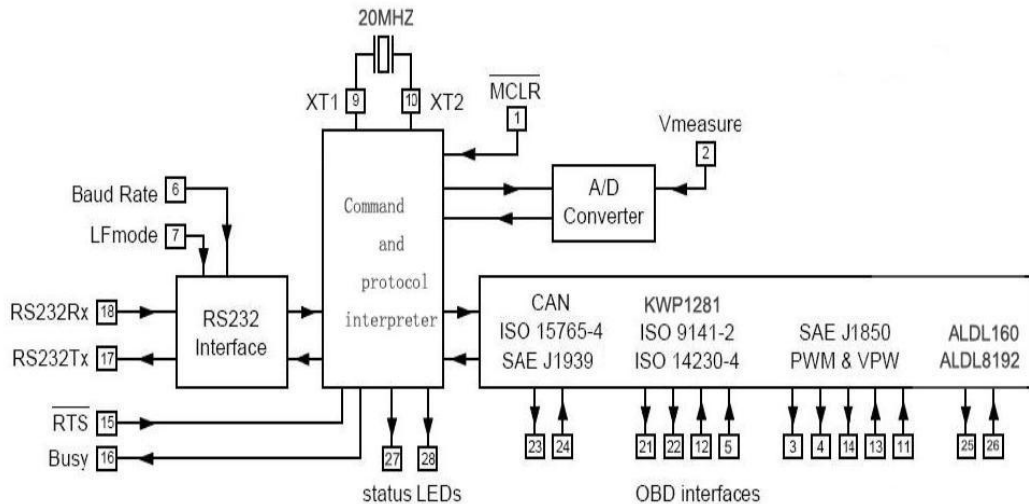 20MHZ
XT1 9 10 XT2
MCLR
1
Vmeasure
2
Baud Rate 6
LFmode 7
Command
and
protocol
interpreter
A/D
Converter
RS232Rx 18
RS232Tx 17
RS232
Interface
CAN
ISO 15765-4
SAE J1939
KWP1281
ISO 9141-2
ISO 14230-4
SAE J1850
PWM & VPW
ALDL160
ALDL8192
RTS 15
Busy 16
27 28
status LEDs
23 24 21 22 12 5 3 4 14 13 11 25 26
OBD interfaces